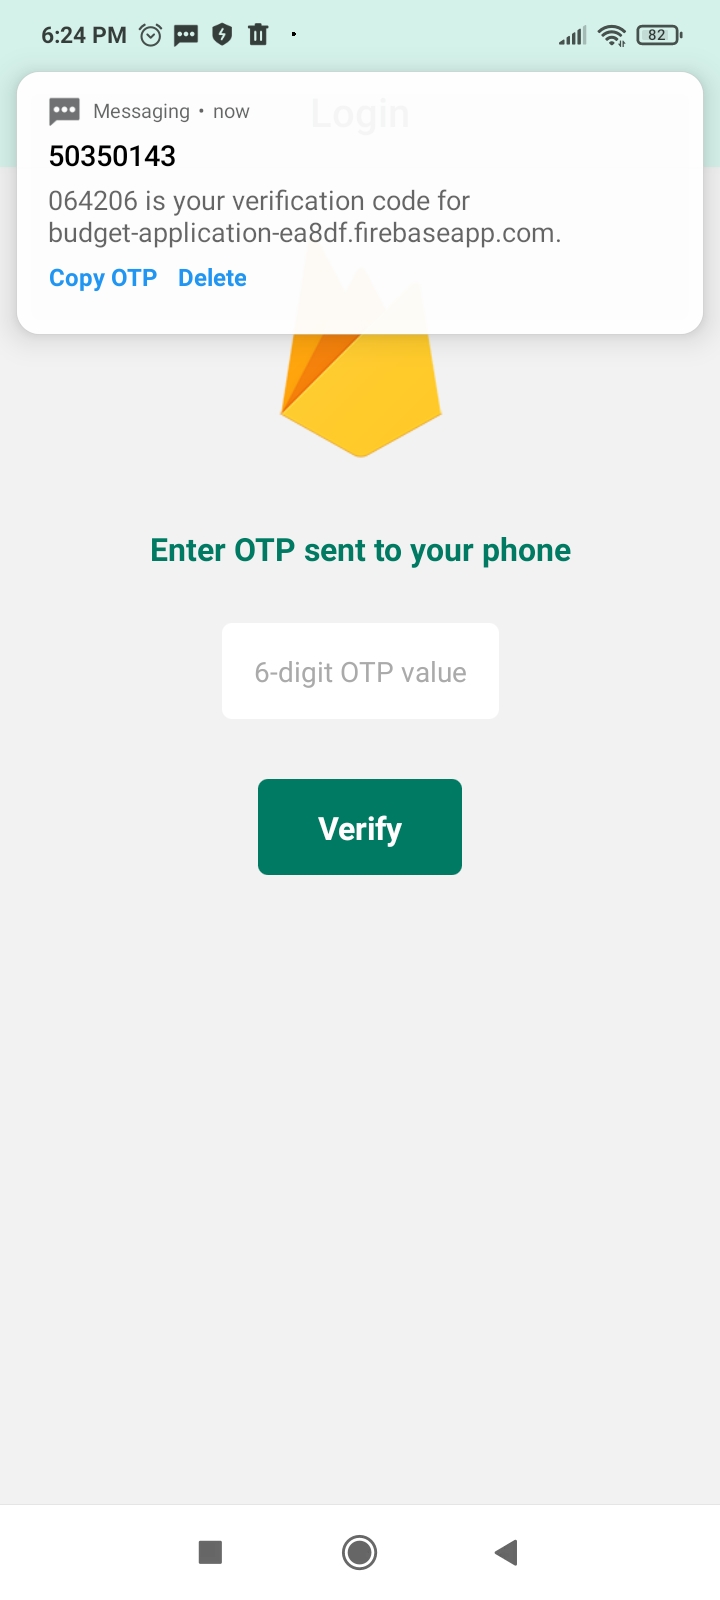 6:24 PM
82
Login
Messaging • now
50350143
064206 is your verification code for
budget-application-ea8df.firebaseapp.com.
Copy OTP Delete
Enter OTP sent to your phone
6-digit OTP value
Verify